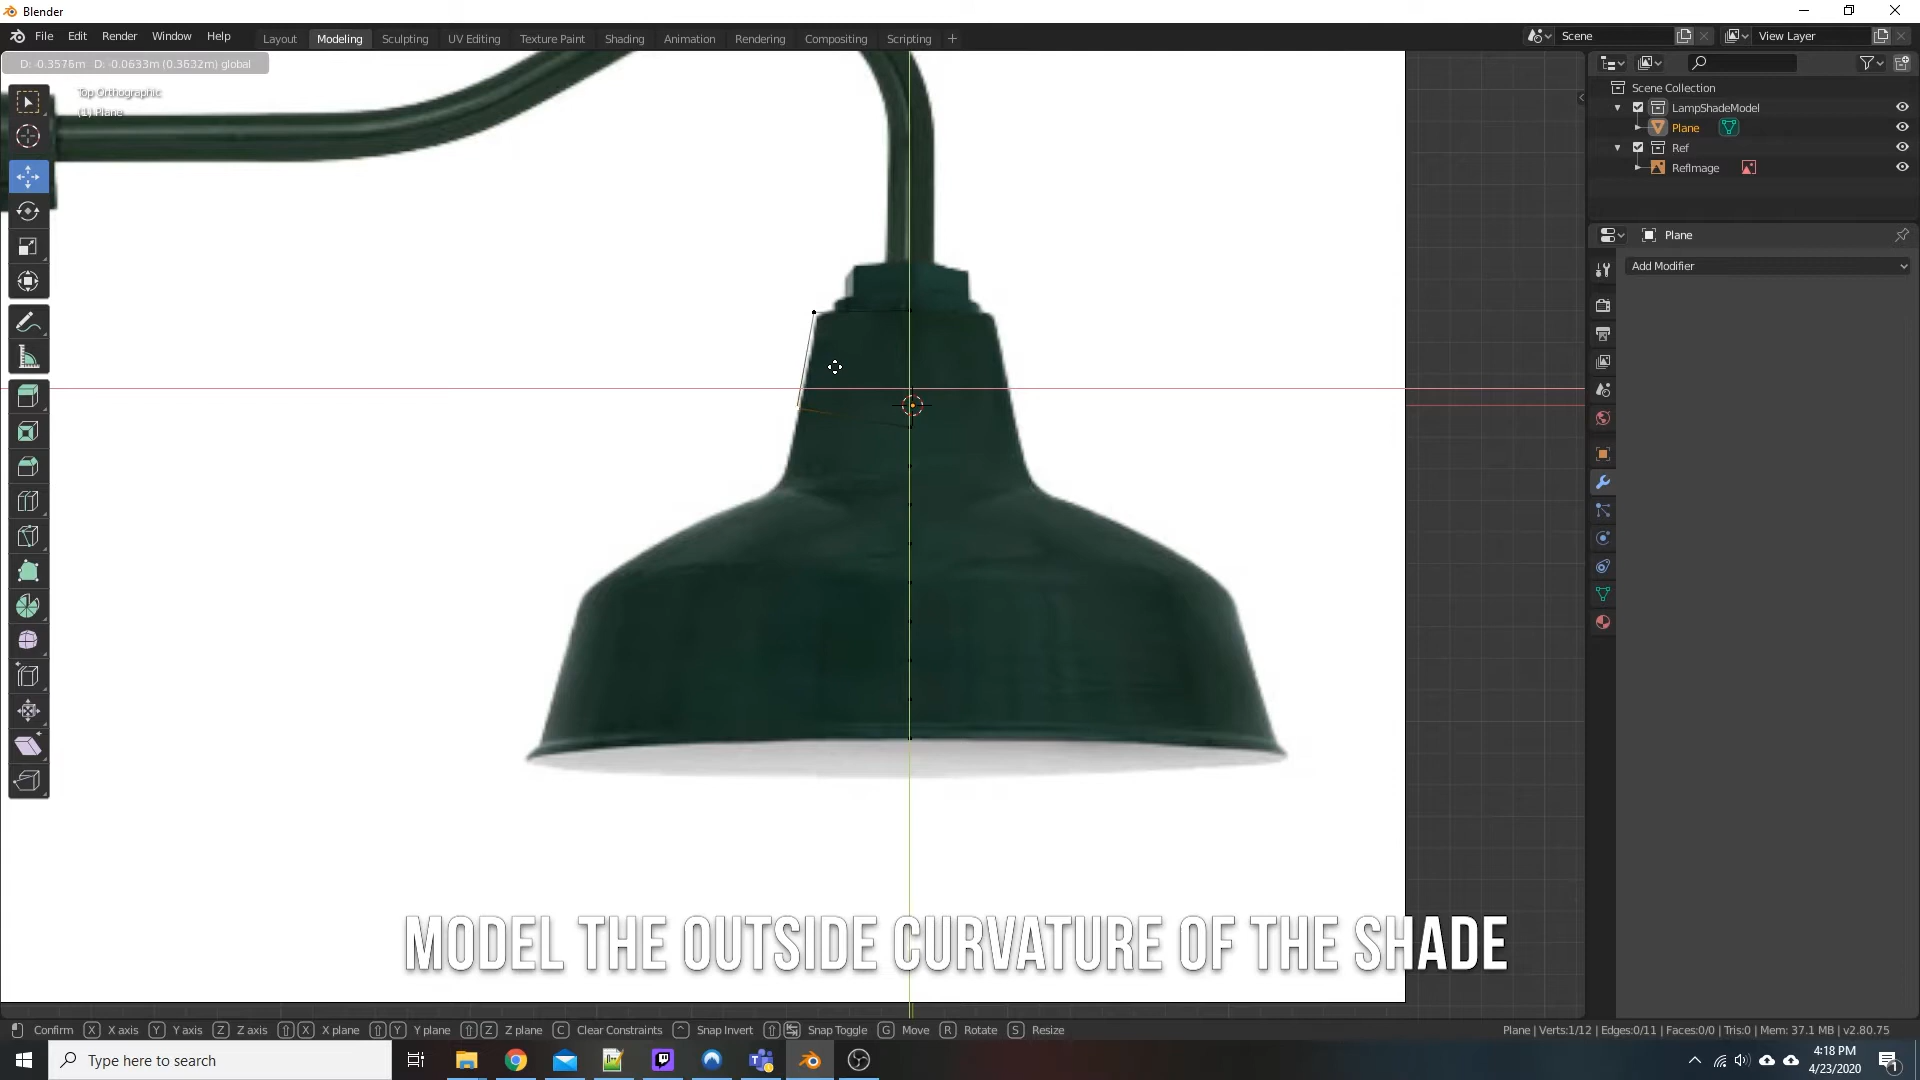 Blender
File Edit Render Window Help Layout Modeling Sculpting UV Editing Texture Paint Shading Animation Rendering Compositing Scripting + Scene View Layer
D: -0.3576m D: -0.0633m (0.3632m) global
Top Orthographic
(1) Plane
Scene Collection
LampShadeModel
Plane
Ref
RefImage
Plane
Add Modifier
MODEL THE OUTSIDE CURVATURE OF THE SHADE
Confirm X X axis Y Y axis Z Z axis X X plane Y Y plane Z Z plane C Clear Constraints ^ Snap Invert Snap Toggle G Move R Rotate S Resize Plane | Verts:1/12 | Edges:0/11 | Faces:0/0 | Tris:0 | Mem: 37.1 MB | v2.80.75
Type here to search
4:18 PM
4/23/2020
1